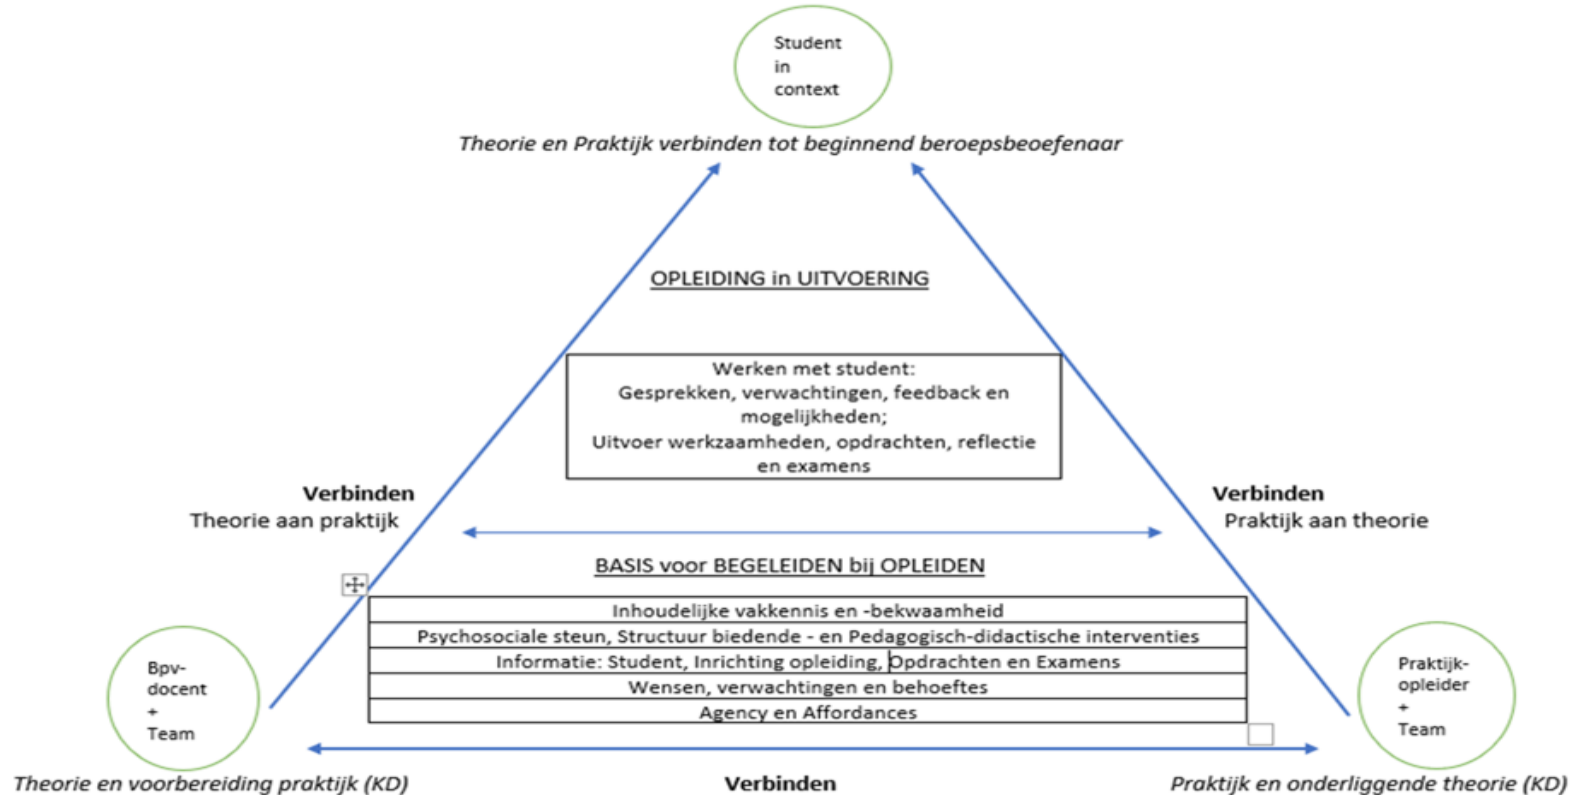 Student
in
context
Theorie en Praktijk verbinden tot beginnend beroepsbeoefenaar
OPLEIDING in UITVOERING
Werken met student:
Gesprekken, verwachtingen, feedback en
mogelijkheden;
Uitvoer werkzaamheden, opdrachten, reflectie
en examens
Verbinden
Theorie aan praktijk
Verbinden
Praktijk aan theorie
BASIS voor BEGELEIDEN bij OPLEIDEN
Inhoudelijke vakkennis en -bekwaamheid
Psychosociale steun, Structuur biedende - en Pedagogisch-didactische interventies
Informatie: Student, Inrichting opleiding, Opdrachten en Examens
Wensen, verwachtingen en behoeftes
Agency en Affordances
Bpv-
docent
+
Team
Praktijk-
opleider
+
Team
Theorie en voorbereiding praktijk (KD)
Verbinden
Praktijk en onderliggende theorie (KD)